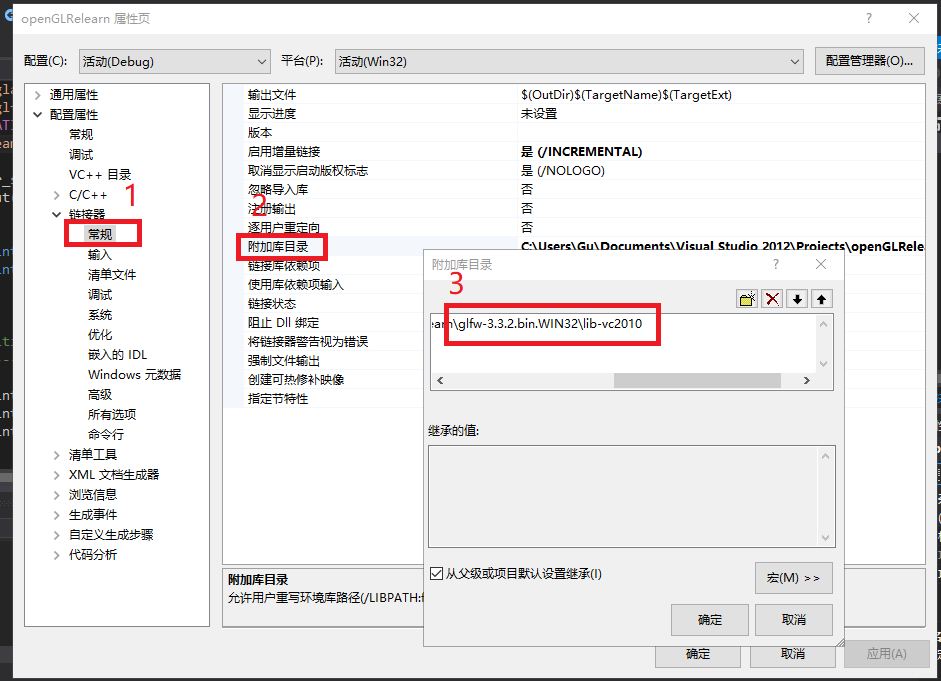 openGLRelearn 属性页
?
配置(C):
活动(Debug)
平台(P):
活动(Win32)
配置管理器(O)...
通用属性
配置属性
常规
调试
VC++ 目录
C/C++
1
链接器
常规
输入
清单文件
调试
系统
优化
嵌入的 IDL
Windows 元数据
高级
所有选项
命令行
清单工具
XML 文档生成器
浏览信息
生成事件
自定义生成步骤
代码分析
输出文件 $(OutDir)$(TargetName)$(TargetExt)
显示进度 未设置
版本
启用增量链接 是 (/INCREMENTAL)
取消显示启动版权标志 是 (/NOLOGO)
忽略导入库 否
2
注册输出 否
逐用户重定向 否
附加库目录 C:\Users\Gu\Documents\Visual Studio 2012\Projects\openGLRelea
链接库依赖项
使用库依赖项输入
链接状态
阻止 Dll 绑定
将链接器警告视为错误
强制文件输出
创建可热修补映像
指定节特性
附加库目录
?
3
earn\glfw-3.3.2.bin.WIN32\lib-vc2010
继承的值:
从父级或项目默认设置继承(I)
宏(M) >>
确定
取消
附加库目录
允许用户重写环境库路径(/LIBPATH:f
确定
取消
应用(A)